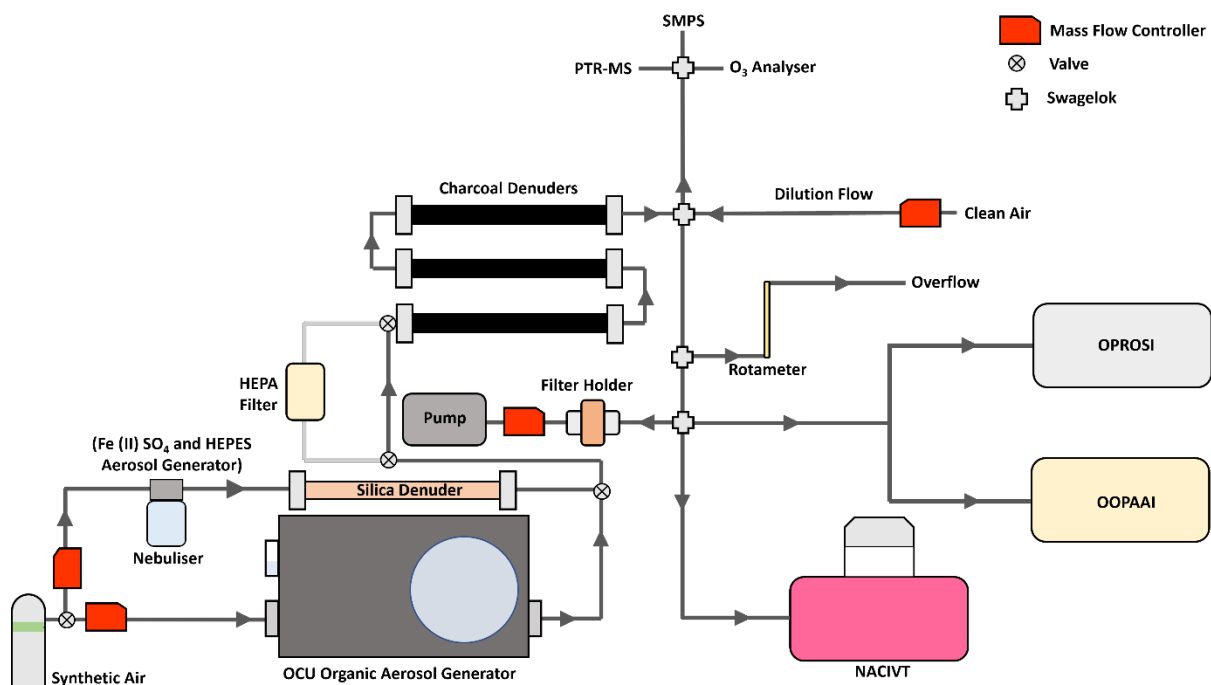 SMPS
PTR-MS
O₃ Analyser
Mass Flow Controller
Valve
Swagelok
Charcoal Denuders
Dilution Flow
Clean Air
Overflow
Rotameter
OPROSI
HEPA
Filter
Filter Holder
Pump
(Fe (II) SO₄ and HEPES
Aerosol Generator)
Silica Denuder
Nebuliser
OOPAAI
NACIVT
Synthetic Air
OCU Organic Aerosol Generator